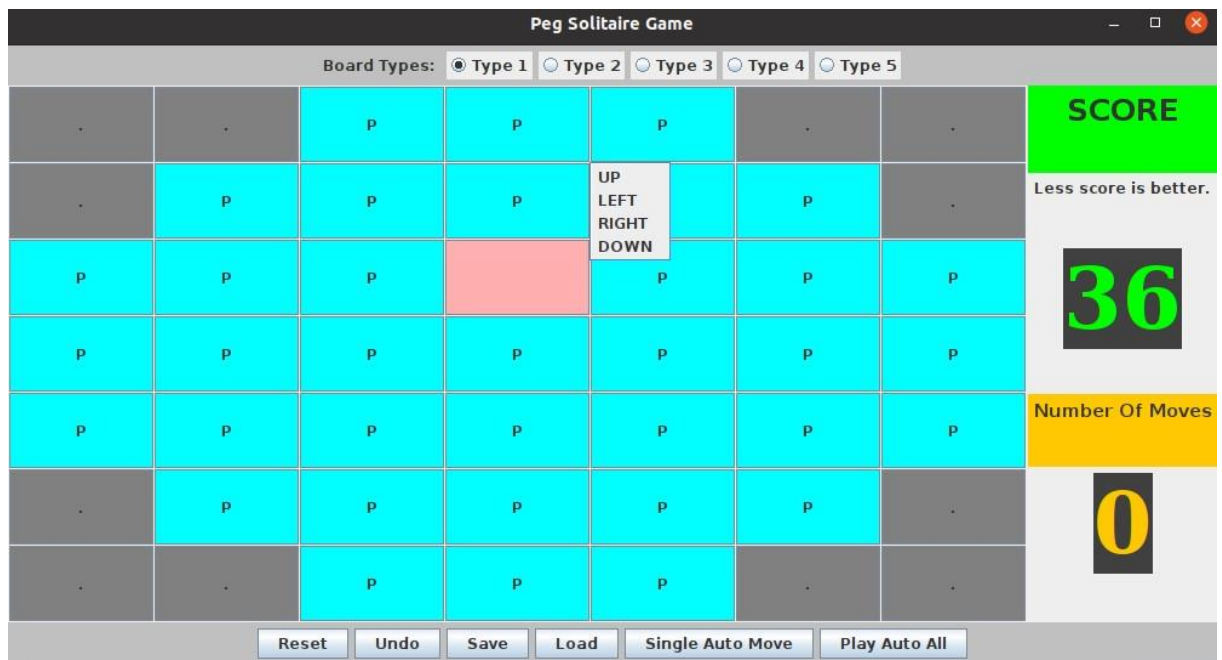 Peg Solitaire Game
Board Types: Type 1 Type 2 Type 3 Type 4 Type 5
. . P P P . .
SCORE
. P P P P .
UP
LEFT
RIGHT
DOWN
Less score is better.
P P P P P P
36
P P P P P P P
P P P P P P P
Number Of Moves
. P P P P P .
0
. . P P P . .
Reset Undo Save Load Single Auto Move Play Auto All